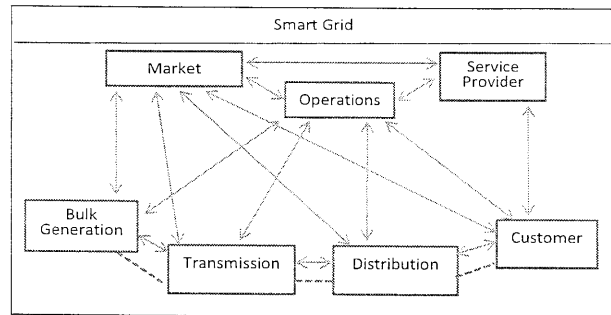 Smart Grid
Market
Service
Provider
Operations
Bulk
Generation
Transmission
Distribution
Customer